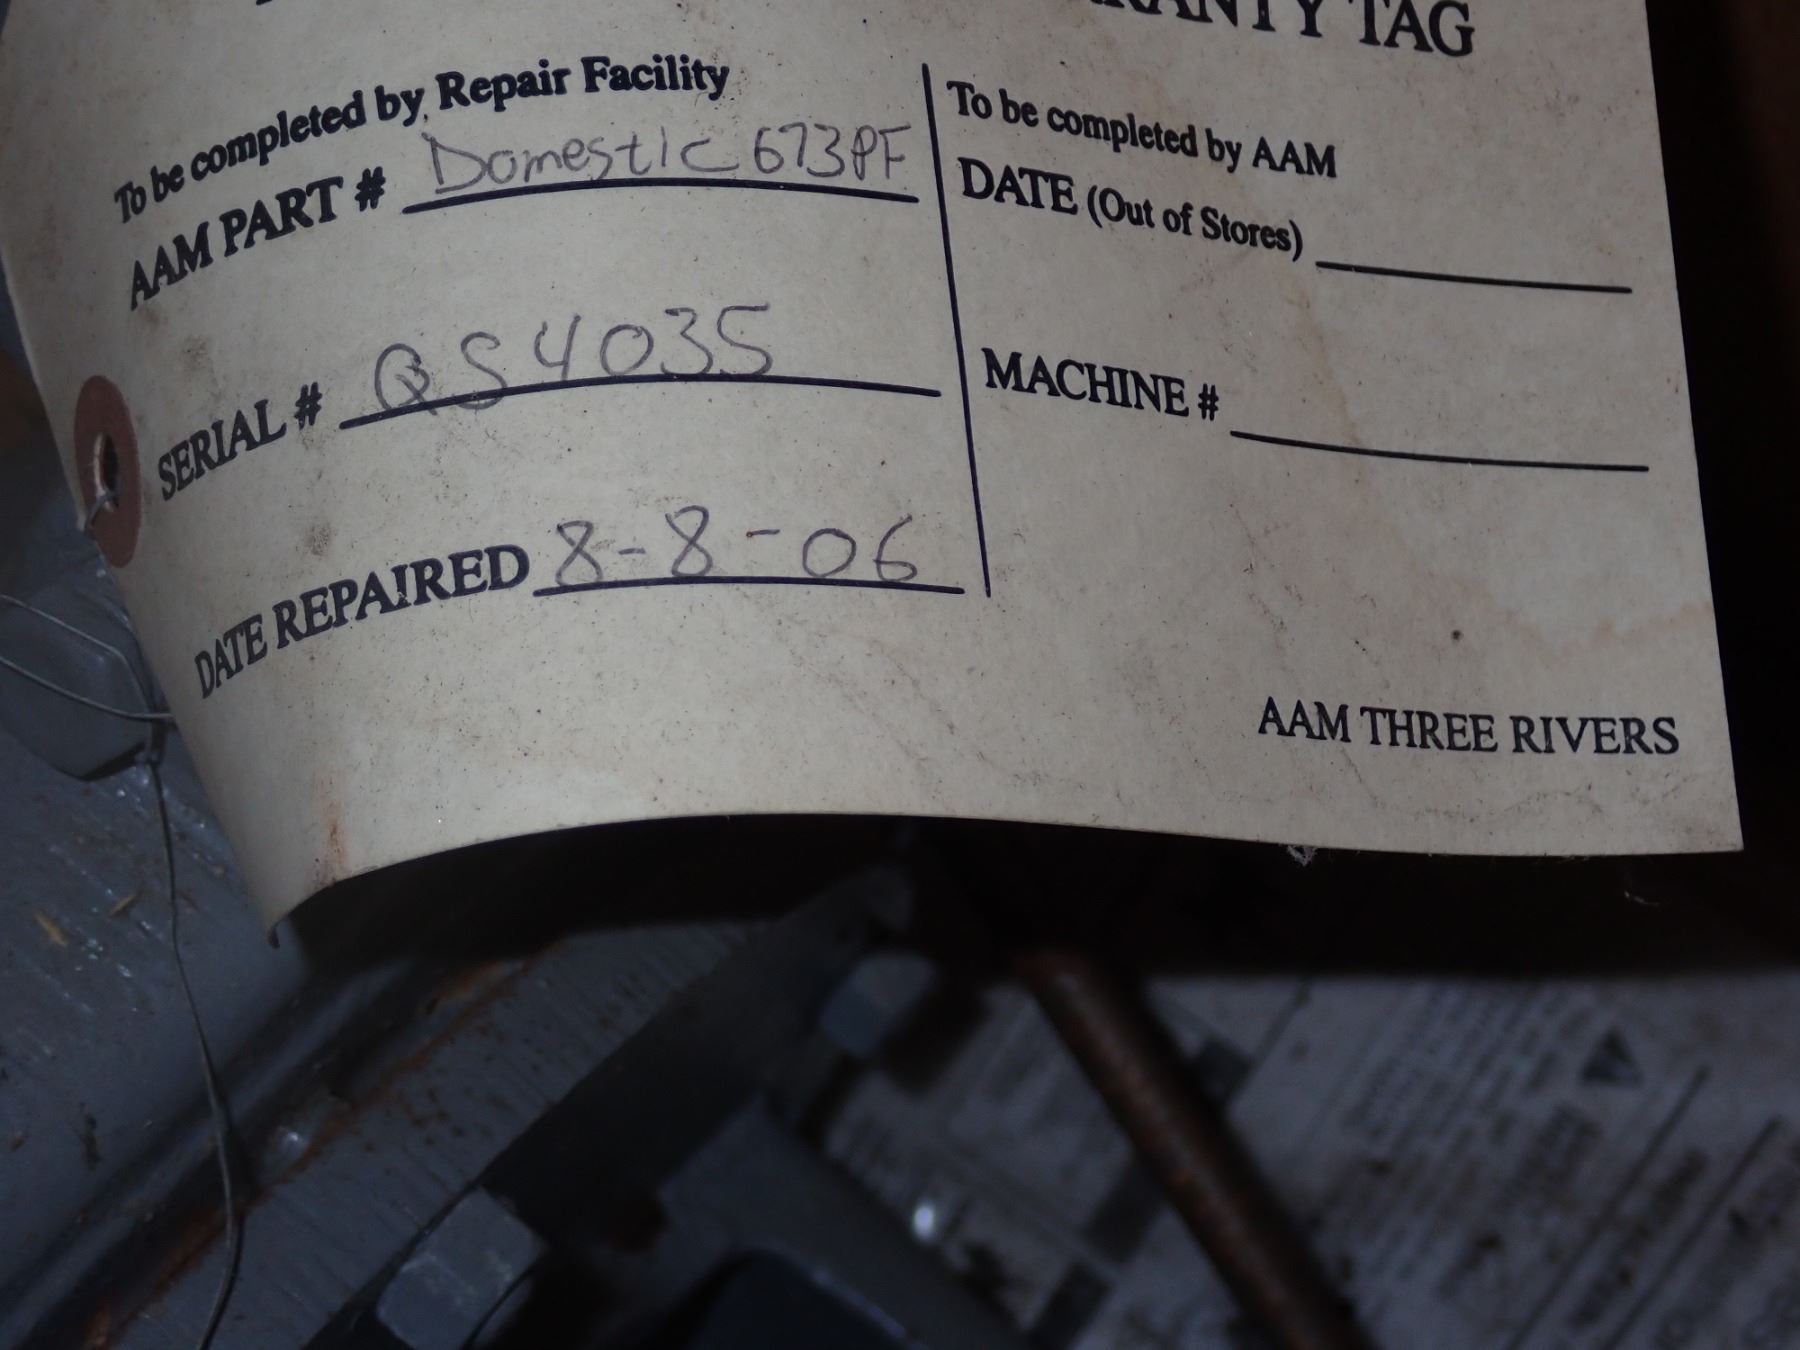 TAG
To be completed by Repair Facility
AAM PART # Domestic 673PF
SERIAL # QS4035
DATE REPAIRED 8-8-06
To be completed by AAM
DATE (Out of Stores)
MACHINE #
AAM THREE RIVERS